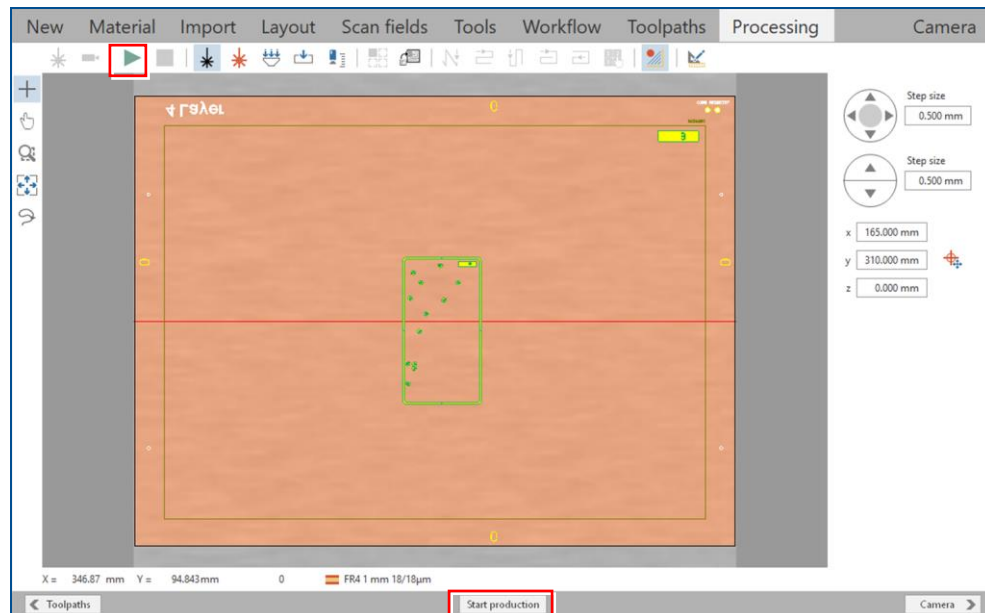 New Material Import Layout Scan fields Tools Workflow Toolpaths Processing Camera
4 Layer
0
3
0
0
0
Step size
0.500 mm
Step size
0.500 mm
x 165.000 mm
y 310.000 mm
z 0.000 mm
X = 346.87 mm Y = 94.843mm 0 FR4 1 mm 18/18µm
Toolpaths Start production Camera